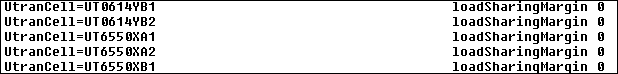 UtranCell=UT0614YB1 loadSharingMargin 0
UtranCell=UT0614YB2 loadSharingMargin 0
UtranCell=UT6550XA1 loadSharingMargin 0
UtranCell=UT6550XA2 loadSharingMargin 0
UtranCell=UT6550XB1 loadSharingMargin 0